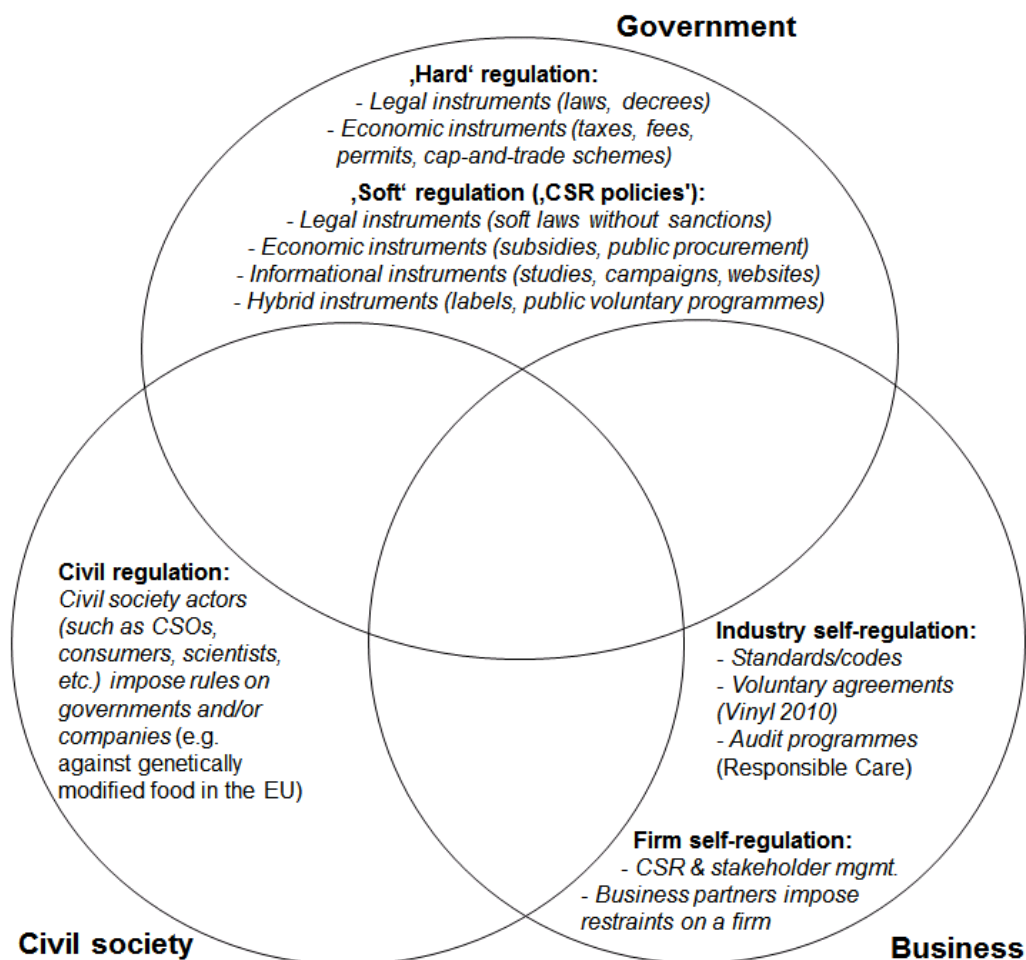 Government
‚Hard‘ regulation:
- Legal instruments (laws, decrees)
- Economic instruments (taxes, fees,
permits, cap-and-trade schemes)
‚Soft‘ regulation (‚CSR policies'):
- Legal instruments (soft laws without sanctions)
- Economic instruments (subsidies, public procurement)
- Informational instruments (studies, campaigns, websites)
- Hybrid instruments (labels, public voluntary programmes)
Civil regulation:
Civil society actors
(such as CSOs,
consumers, scientists,
etc.) impose rules on
governments and/or
companies (e.g.
against genetically
modified food in the EU)
Industry self-regulation:
- Standards/codes
- Voluntary agreements
(Vinyl 2010)
- Audit programmes
(Responsible Care)
Firm self-regulation:
- CSR & stakeholder mgmt.
- Business partners impose
restraints on a firm
Civil society
Business